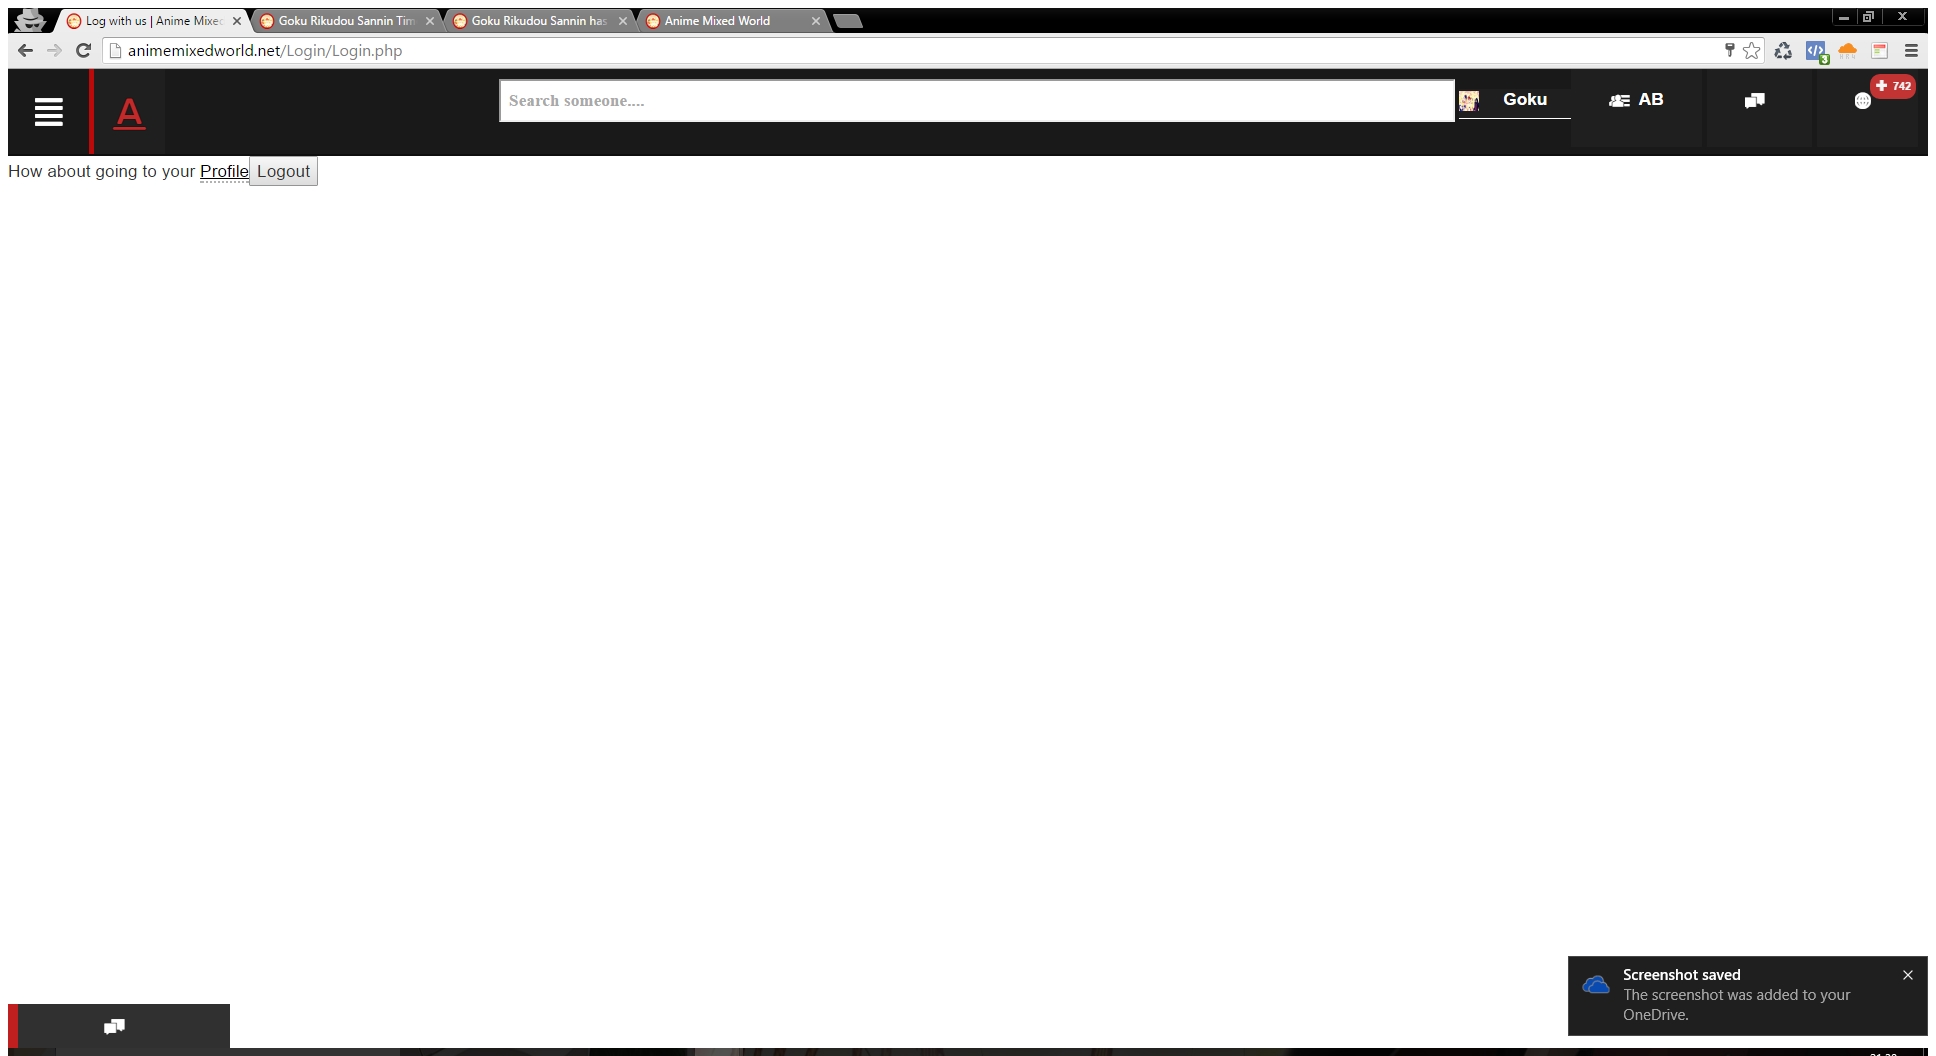 Log with us | Anime Mixed
Goku Rikudou Sannin Tim
Goku Rikudou Sannin has
Anime Mixed World
animemixedworld.net/Login/Login.php
3
A
Search someone....
Goku
AB
742
How about going to your Profile
Logout
Screenshot saved
The screenshot was added to your
OneDrive.